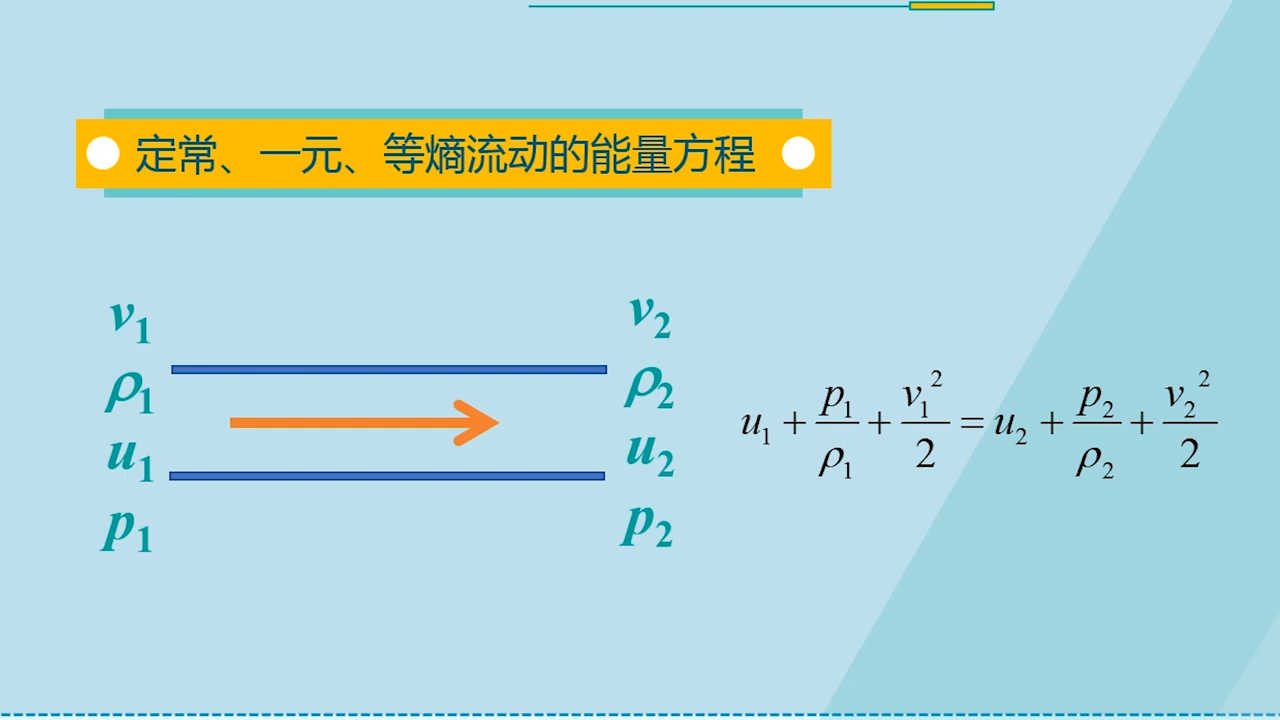 定常、一元、等熵流动的能量方程
v₁
ρ₁
u₁
p₁
v₂
ρ₂
u₂
p₂
u₁ + p₁/ρ₁ + v₁²/2 = u₂ + p₂/ρ₂ + v₂²/2